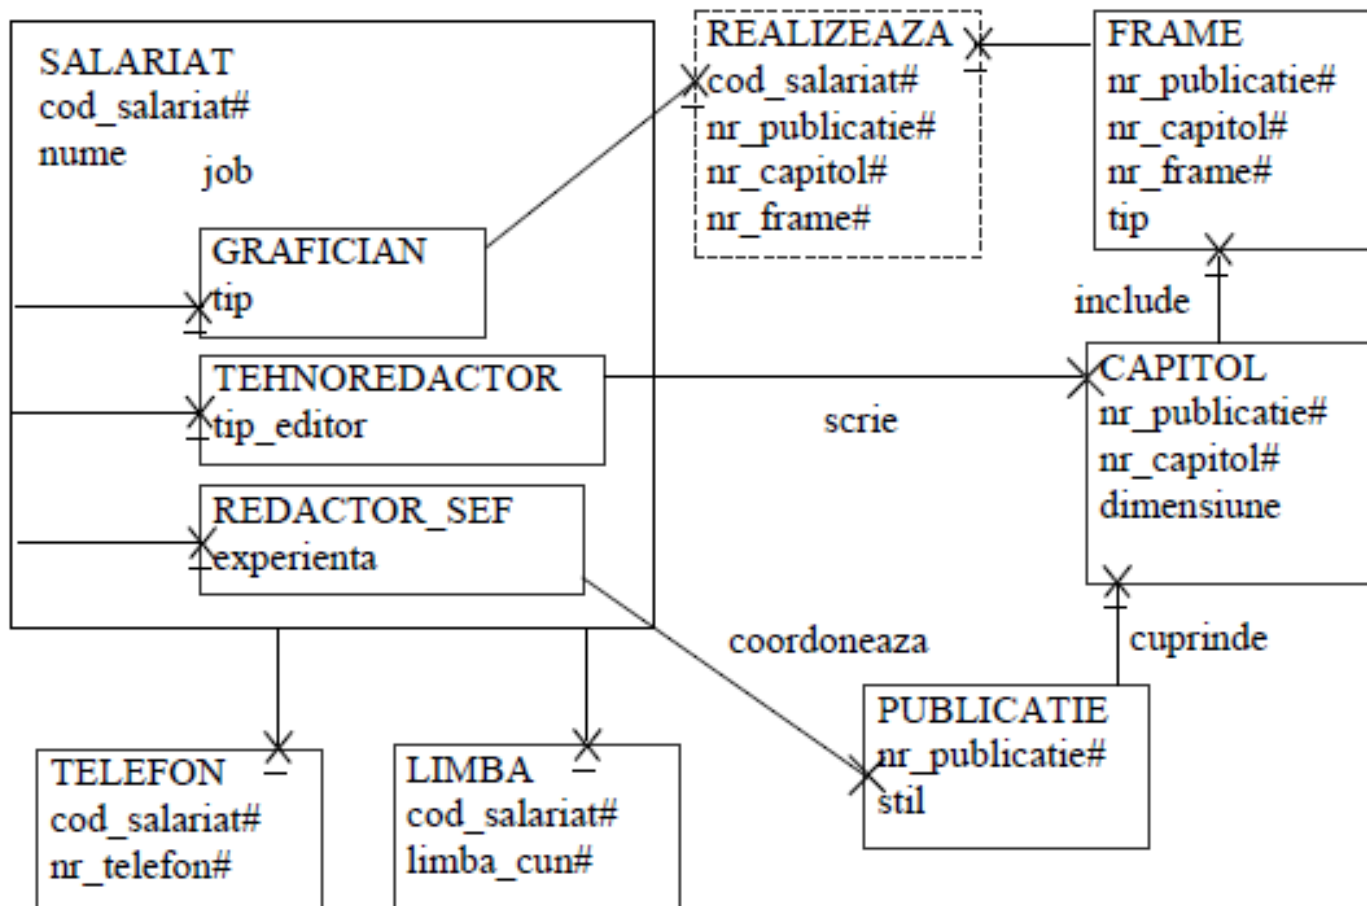 SALARIAT
cod_salariat#
nume
job
GRAFICIAN
tip
TEHNOREDACTOR
tip_editor
REDACTOR_SEF
experienta
REALIZEAZA
cod_salariat#
nr_publicatie#
nr_capitol#
nr_frame#
FRAME
nr_publicatie#
nr_capitol#
nr_frame#
tip
include
scrie
CAPITOL
nr_publicatie#
nr_capitol#
dimensiune
coordoneaza
cuprinde
TELEFON
cod_salariat#
nr_telefon#
LIMBA
cod_salariat#
limba_cun#
PUBLICATIE
nr_publicatie#
stil